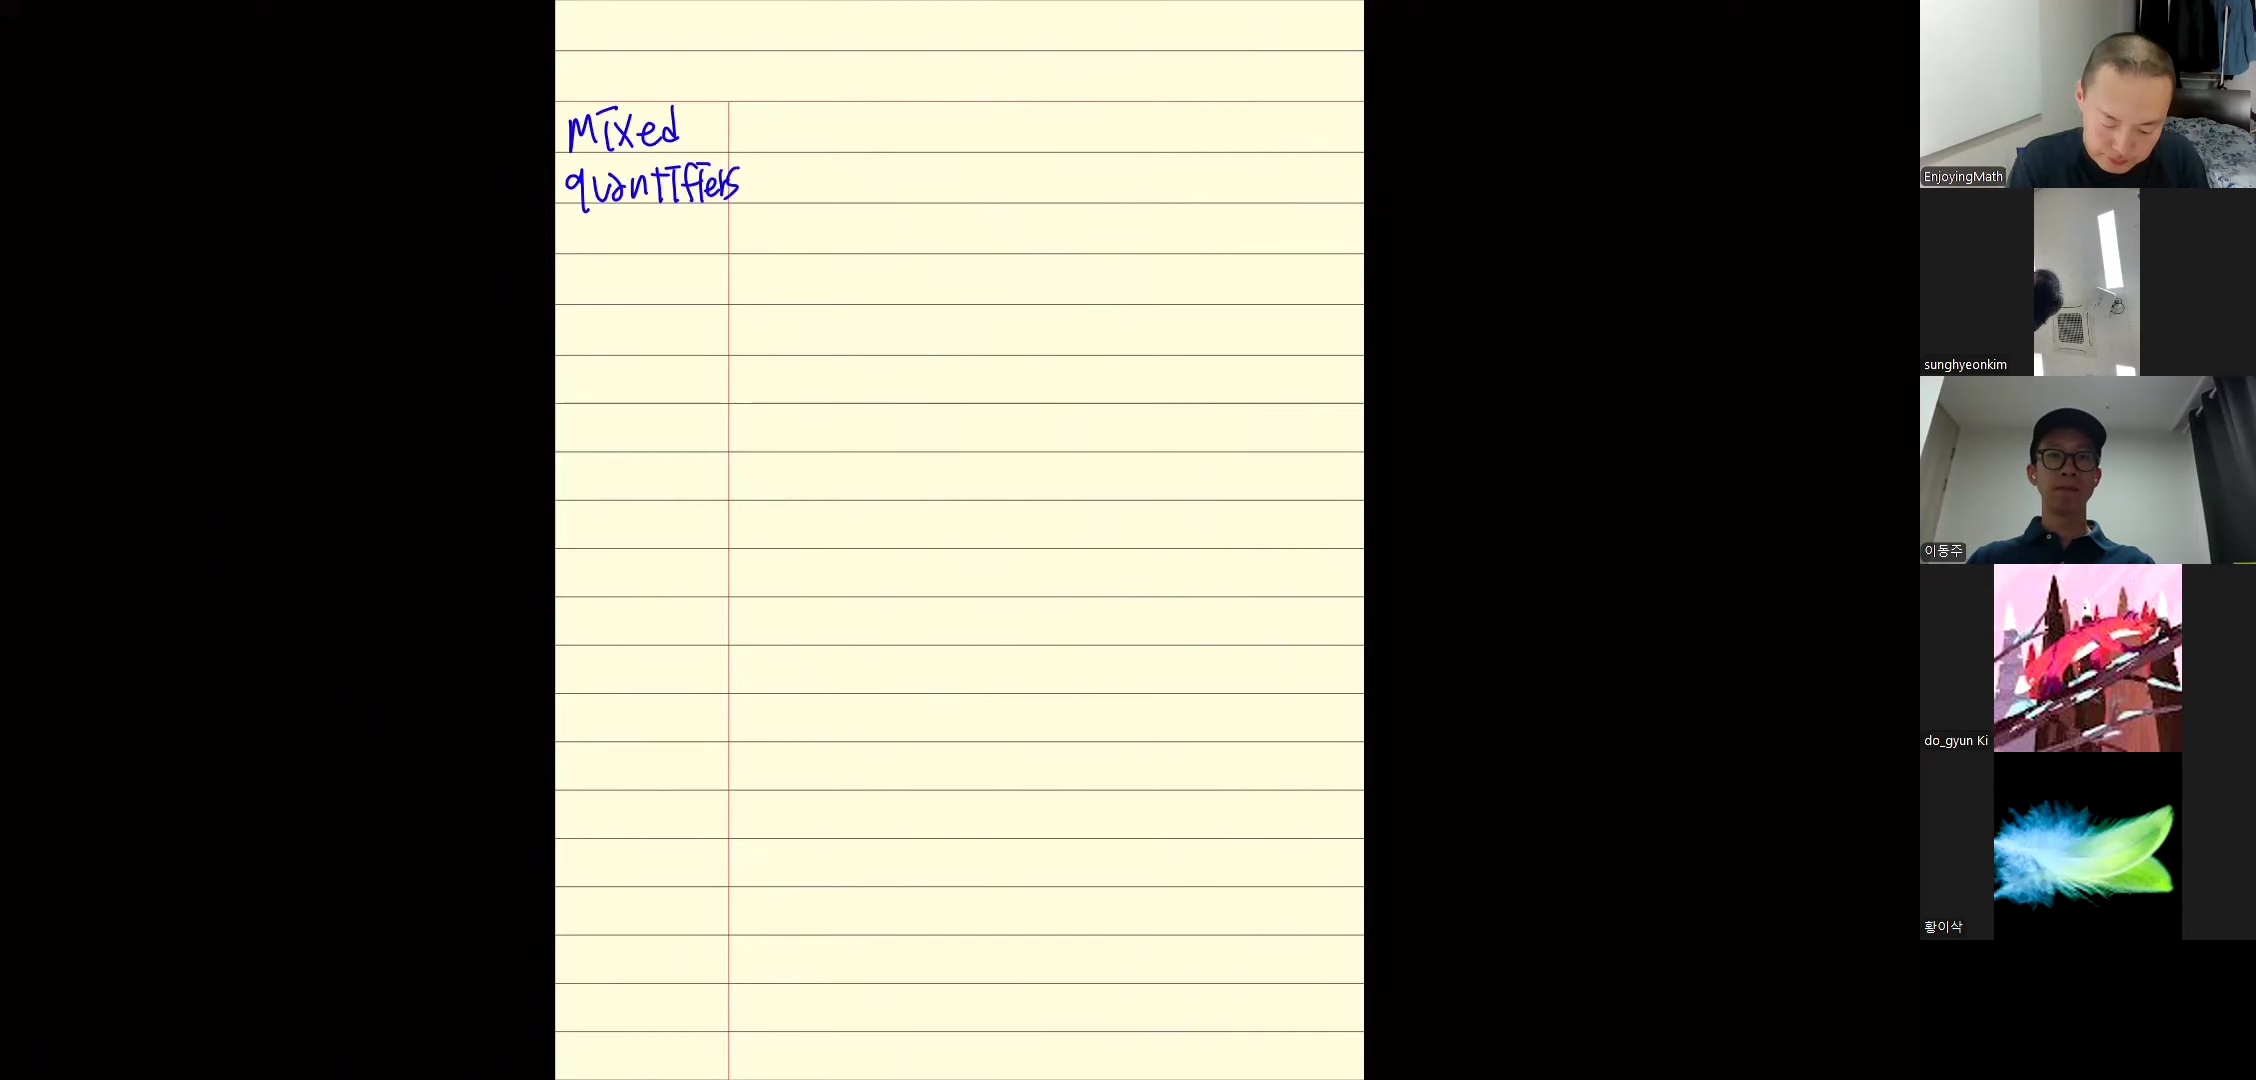 mixed
quantifiers
EnjoyingMath
sunghyeonkim
이동주
do_gyun Ki
황이삭